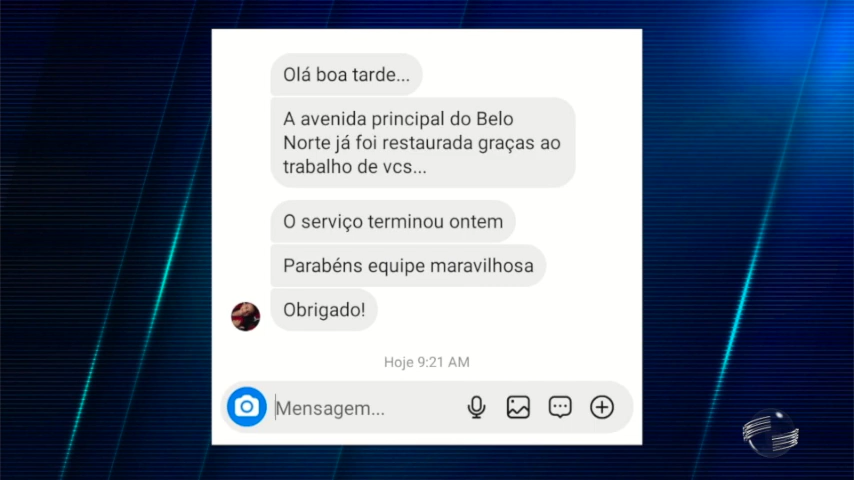 Olá boa tarde...
A avenida principal do Belo
Norte já foi restaurada graças ao
trabalho de vcs...
O serviço terminou ontem
Parabéns equipe maravilhosa
Obrigado!
Hoje 9:21 AM
Mensagem...